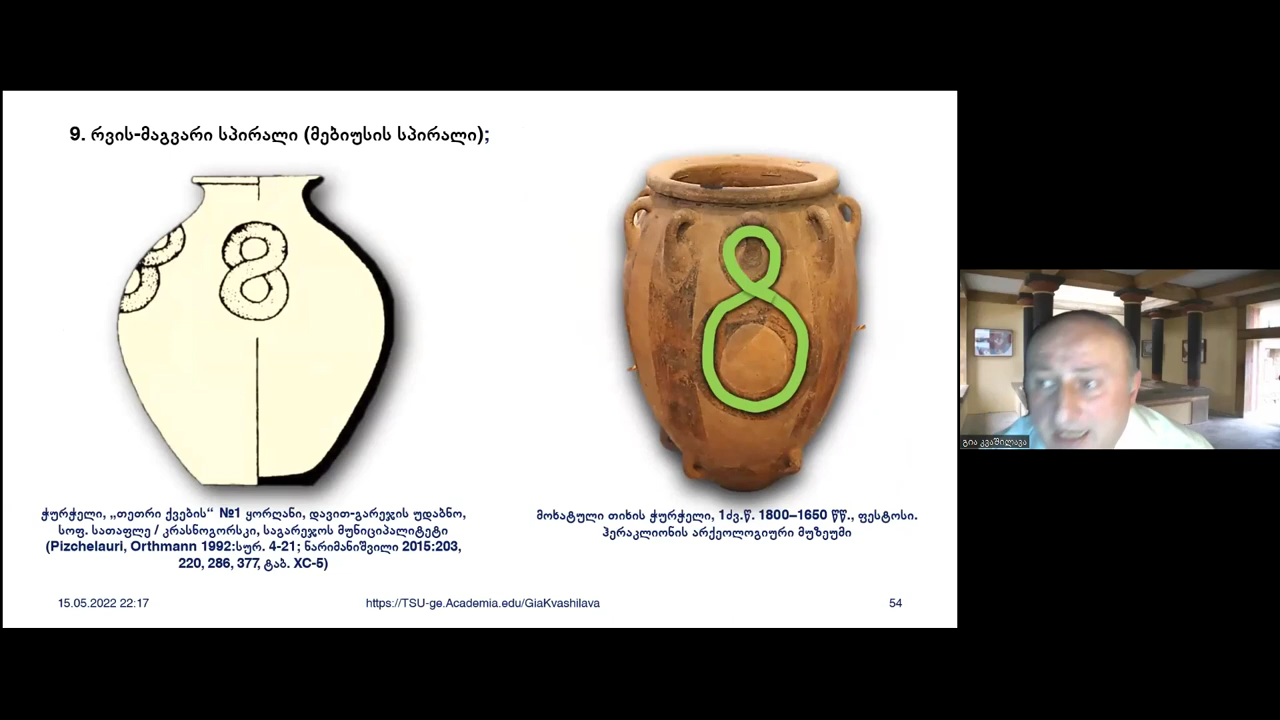 9. რვის-მაგვარი სპირალი (მებიუსის სპირალი);
ჭურჭელი, „თეთრი ქვების“ №1 ყორღანი, დავით-გარეჯის უდაბნო,
სოფ. სათაფლე / კრასნოგორსკი, საგარეჯოს მუნიციპალიტეტი
(Pizchelauri, Orthmann 1992:სურ. 4-21; ნარიმანიშვილი 2015:203,
220, 286, 377, ტაბ. XC-5)
მოხატული თიხის ჭურჭელი, 1ძვ.წ. 1800–1650 წწ., ფესტოსი.
ჰერაკლიონის არქეოლოგიური მუზეუმი
15.05.2022 22:17
https://TSU-ge.Academia.edu/GiaKvashilava
54
გია კვაშილავა